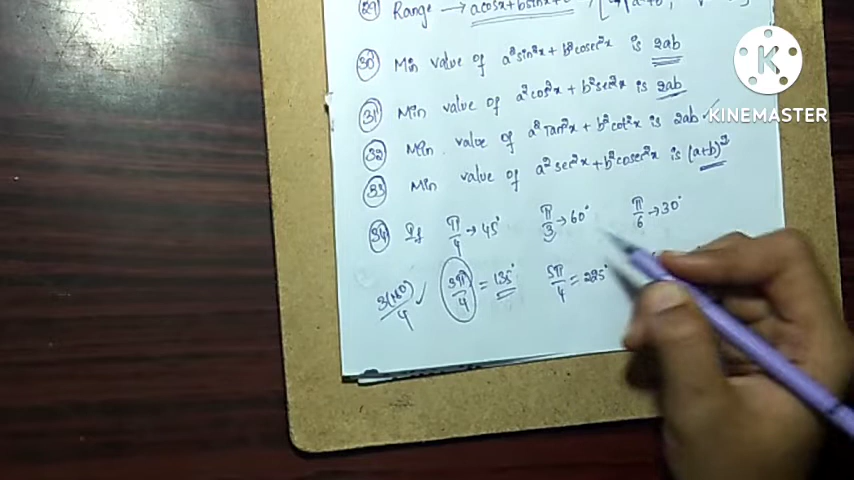 29 Range → acosx+bsinx+c
30 Min value of a²sin²x + b²cosec²x is 2ab
31 Min value of a²cos²x + b²sec²x is 2ab
KINEMASTER
32 Min value of a²Tan²x + b²cot²x is 2ab ✓
33 Min value of a²sec²x + b²cosec²x is (a+b)²
34 If π/4 → 45° π/3 → 60° π/6 → 30°
3(180)/4 ✓ 3π/4 = 135° 5π/4 = 225°